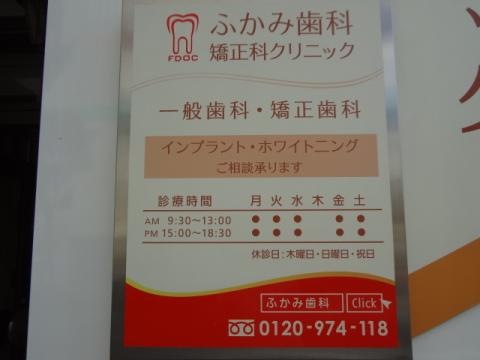 ふかみ歯科
矯正科クリニック
FDOC
一般歯科・矯正歯科
インプラント・ホワイトニング
ご相談承ります
診療時間 月 火 水 木 金 土
AM 9:30～13:00 ● ● ● ● ●
PM 15:00～18:30 ● ● ● ● ●
休診日:木曜日・日曜日・祝日
ふかみ歯科 Click
0120-974-118